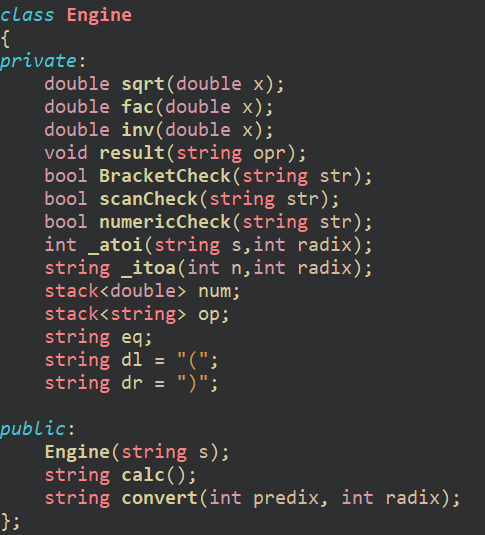 class Engine
{
private:
    double sqrt(double x);
    double fac(double x);
    double inv(double x);
    void result(string opr);
    bool BracketCheck(string str);
    bool scanCheck(string str);
    bool numericCheck(string str);
    int _atoi(string s,int radix);
    string _itoa(int n,int radix);
    stack<double> num;
    stack<string> op;
    string eq;
    string dl = "(";
    string dr = ")";

public:
    Engine(string s);
    string calc();
    string convert(int predix, int radix);
};